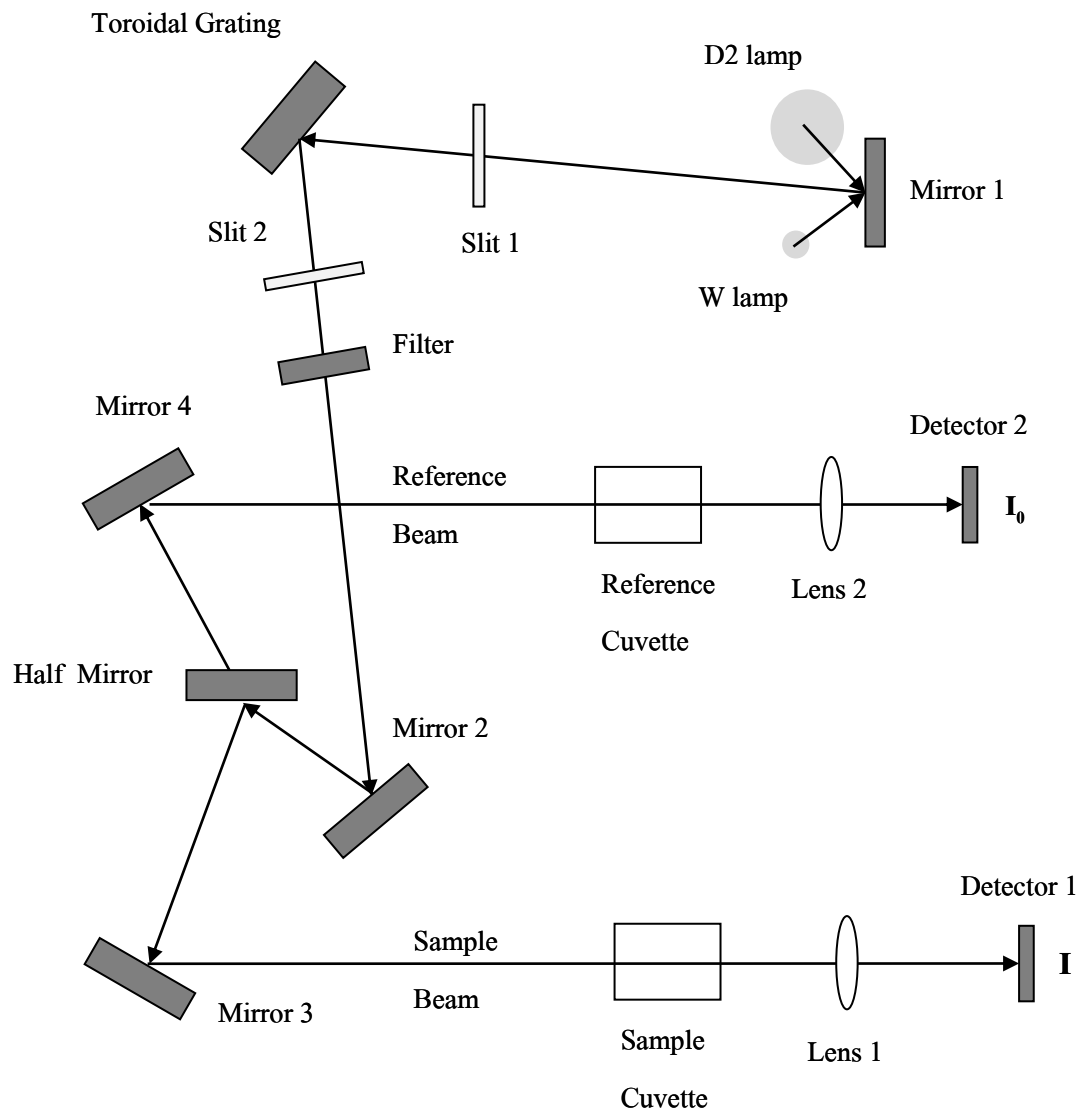 Toroidal Grating
D2 lamp
Mirror 1
Slit 2
Slit 1
W lamp
Filter
Mirror 4
Detector 2
Reference
Beam
I₀
Reference
Cuvette
Lens 2
Half Mirror
Mirror 2
Detector 1
Sample
Beam
I
Mirror 3
Sample
Cuvette
Lens 1